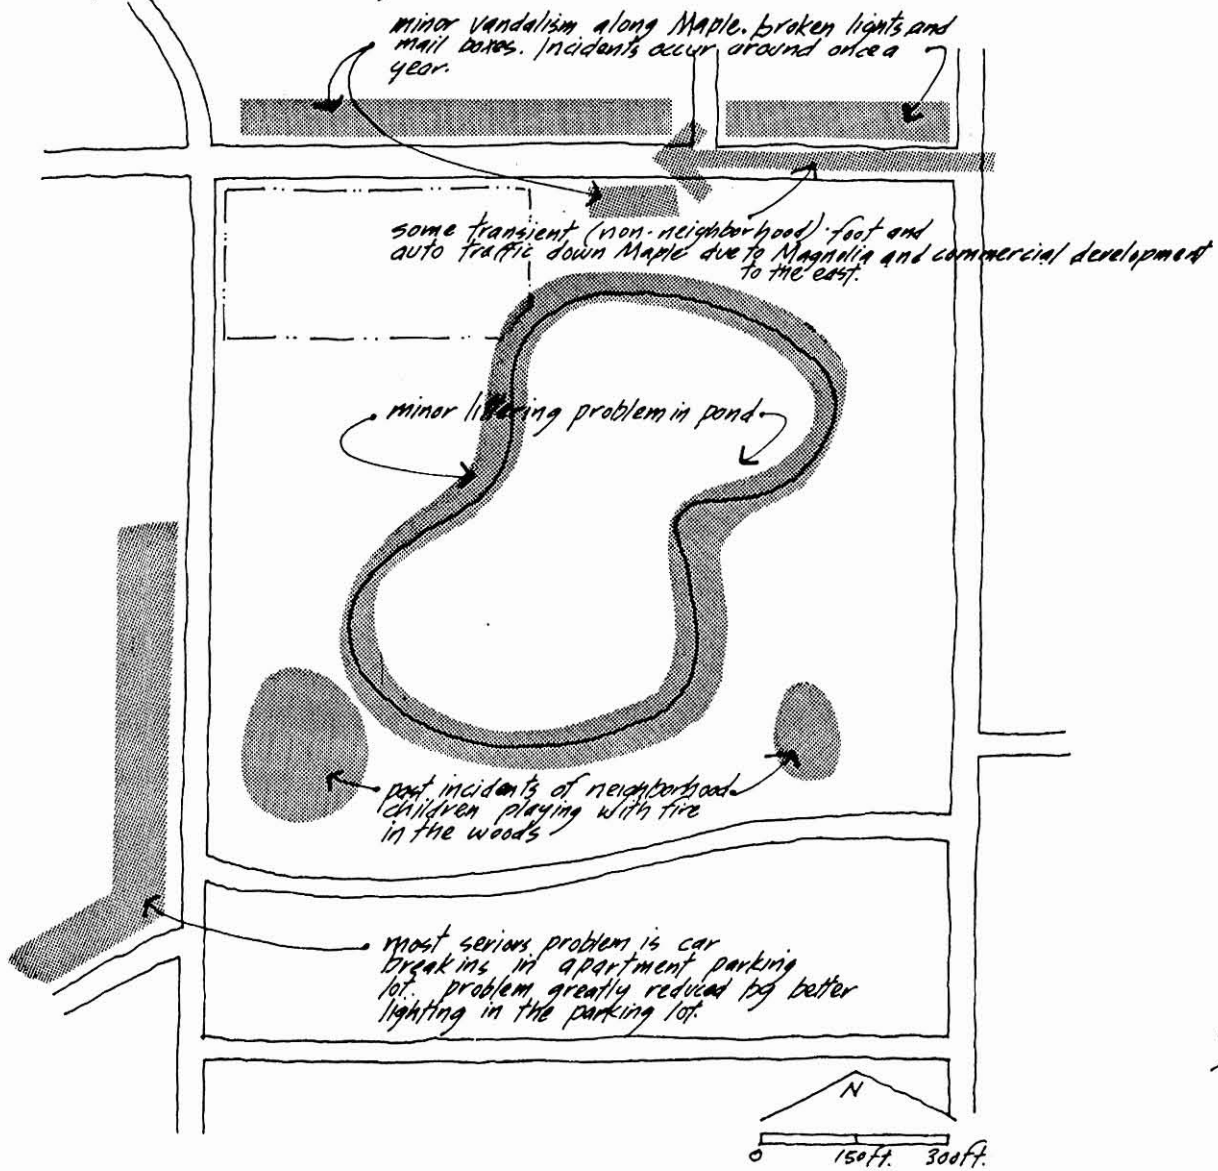 minor vandalism along Maple. broken lights and
mail boxes. Incidents occur around once a
year.
some transient (non-neighborhood) foot and
auto traffic down Maple due to Magnolia and commercial development
to the east.
minor littering problem in pond
past incidents of neighborhood
children playing with fire
in the woods
most serious problem is car
breakins in apartment parking
lot. problem greatly reduced by better
lighting in the parking lot.
N
0 150ft. 300ft.